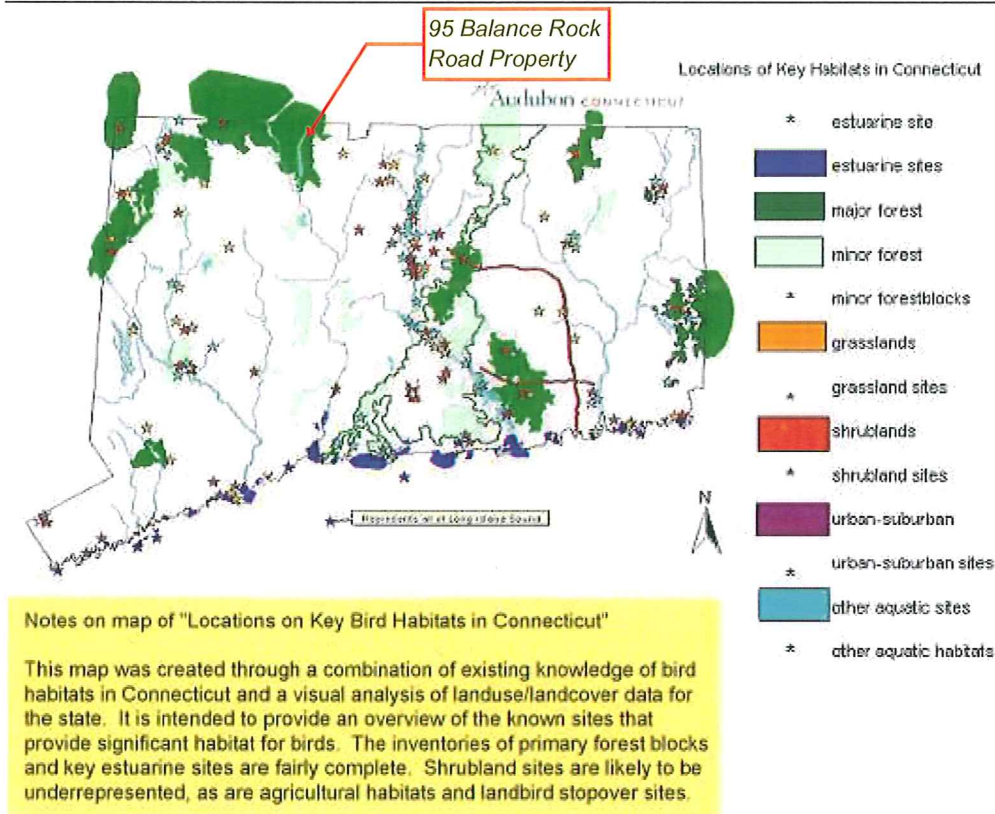 95 Balance Rock
Road Property
Audubon CONNECTICUT
Locations of Key Habitats in Connecticut
* estuarine site
estuarine sites
major forest
minor forest
* minor forestblocks
grasslands
* grassland sites
shrublands
* shrubland sites
urban-suburban
* urban-suburban sites
other aquatic sites
* other aquatic habitats
N
Represents all of Long Island Sound
Notes on map of "Locations on Key Bird Habitats in Connecticut"
This map was created through a combination of existing knowledge of bird
habitats in Connecticut and a visual analysis of landuse/landcover data for
the state. It is intended to provide an overview of the known sites that
provide significant habitat for birds. The inventories of primary forest blocks
and key estuarine sites are fairly complete. Shrubland sites are likely to be
underrepresented, as are agricultural habitats and landbird stopover sites.